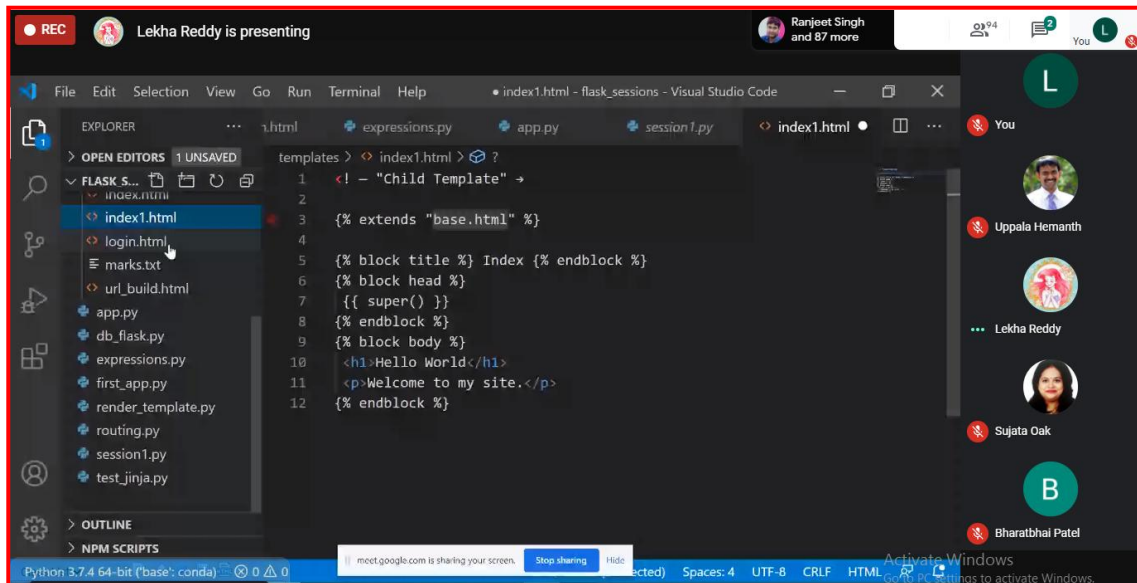 REC
Lekha Reddy is presenting
Ranjeet Singh
and 87 more
94
2
You
L
File Edit Selection View Go Run Terminal Help
● index1.html - flask_sessions - Visual Studio Code
EXPLORER
expressions.py
app.py
session1.py
index1.html
OPEN EDITORS 1 UNSAVED
FLASK_S...
index.html
index1.html
login.html
marks.txt
url_build.html
app.py
db_flask.py
expressions.py
first_app.py
render_template.py
routing.py
session1.py
test_jinja.py
OUTLINE
NPM SCRIPTS
templates > index1.html > ?
1 <! — "Child Template" →
2
3 {% extends "base.html" %}
4
5 {% block title %} Index {% endblock %}
6 {% block head %}
7 {{ super() }}
8 {% endblock %}
9 {% block body %}
10 <h1>Hello World</h1>
11 <p>Welcome to my site.</p>
12 {% endblock %}
L
You
Uppala Hemanth
Lekha Reddy
Sujata Oak
B
Bharatbhai Patel
1
meet.google.com is sharing your screen. Stop sharing Hide
Python 3.7.4 64-bit ('base': conda) 0 0
Spaces: 4 UTF-8 CRLF HTML
Activate Windows
Go to PC settings to activate Windows.